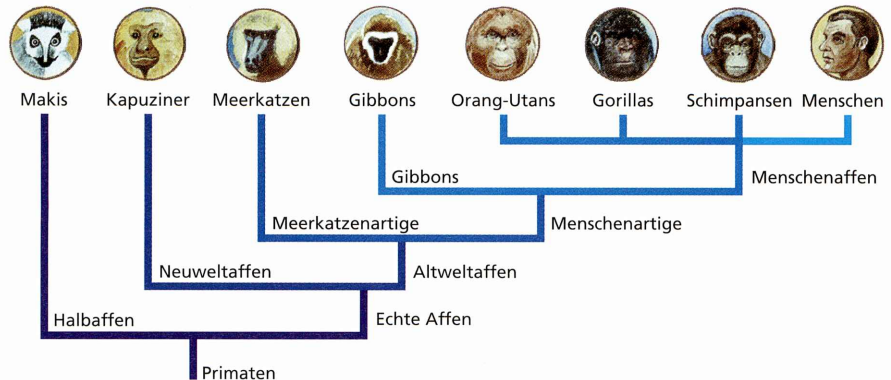 Makis Kapuziner Meerkatzen Gibbons Orang-Utans Gorillas Schimpansen Menschen
Gibbons Menschenaffen
Meerkatzenartige Menschenartige
Neuweltaffen Altweltaffen
Halbaffen Echte Affen
Primaten